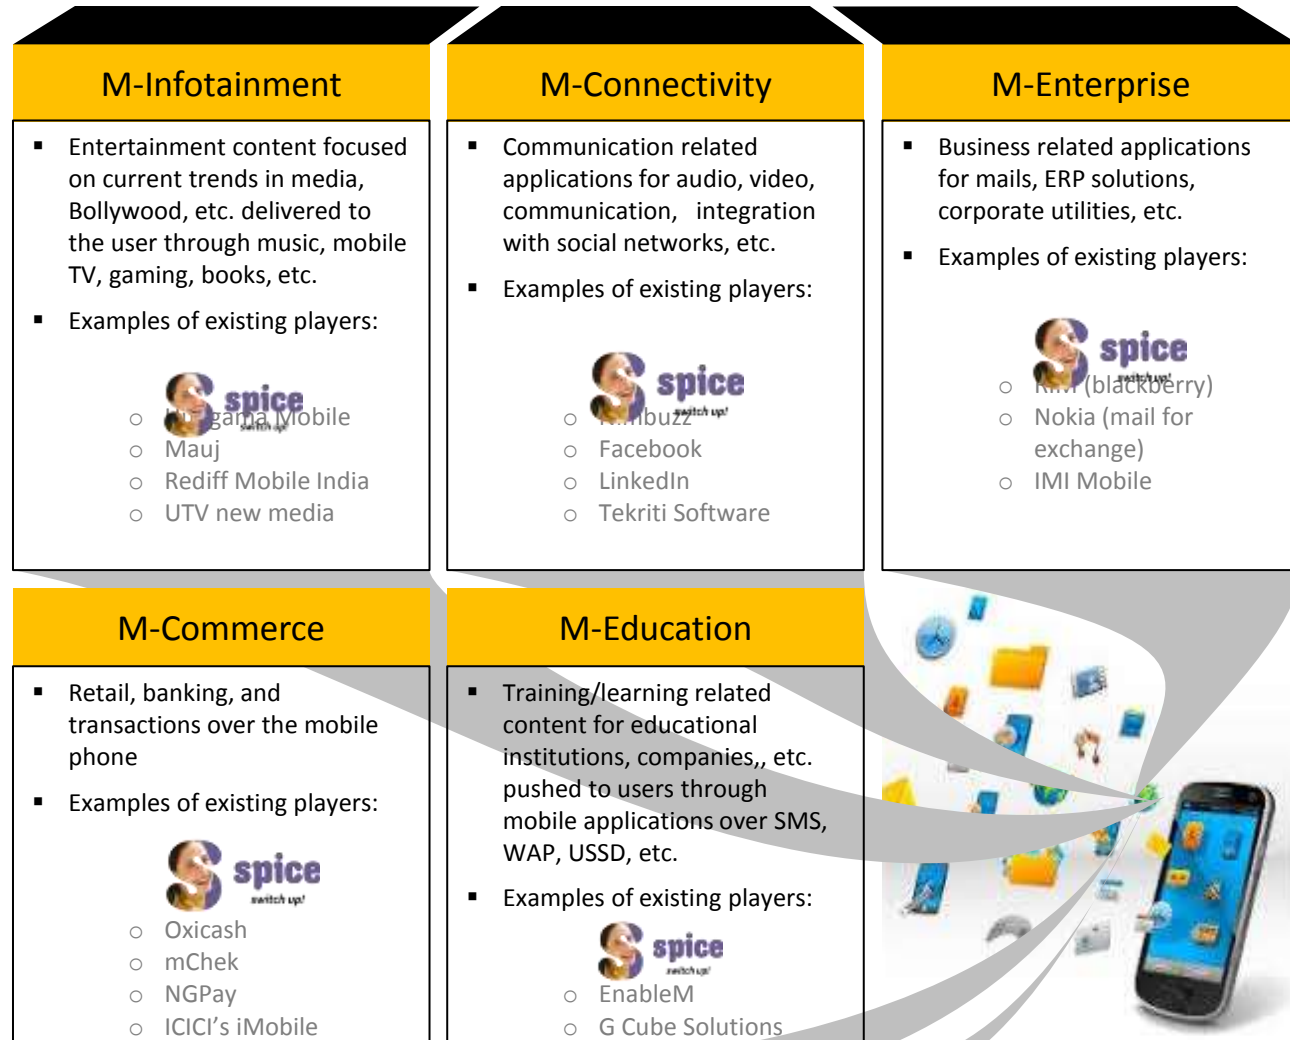 M-Infotainment
▪ Entertainment content focused
on current trends in media,
Bollywood, etc. delivered to
the user through music, mobile
TV, gaming, books, etc.
▪ Examples of existing players:
spice
switch up!
o gama Mobile
o Mauj
o Rediff Mobile India
o UTV new media
M-Connectivity
▪ Communication related
applications for audio, video,
communication, integration
with social networks, etc.
▪ Examples of existing players:
spice
switch up!
o mbuzz
o Facebook
o LinkedIn
o Tekriti Software
M-Enterprise
▪ Business related applications
for mails, ERP solutions,
corporate utilities, etc.
▪ Examples of existing players:
spice
switch up!
o RIM (blackberry)
o Nokia (mail for
exchange)
o IMI Mobile
M-Commerce
▪ Retail, banking, and
transactions over the mobile
phone
▪ Examples of existing players:
spice
switch up!
o Oxicash
o mChek
o NGPay
o ICICI’s iMobile
M-Education
▪ Training/learning related
content for educational
institutions, companies,, etc.
pushed to users through
mobile applications over SMS,
WAP, USSD, etc.
▪ Examples of existing players:
spice
switch up!
o EnableM
o G Cube Solutions